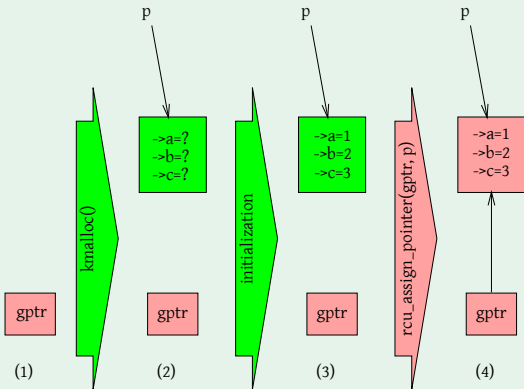 p
p
p
->a=?
->b=?
->c=?
->a=1
->b=2
->c=3
->a=1
->b=2
->c=3
kmalloc()
initialization
rcu_assign_pointer(gptr, p)
gptr
gptr
gptr
gptr
(1)
(2)
(3)
(4)